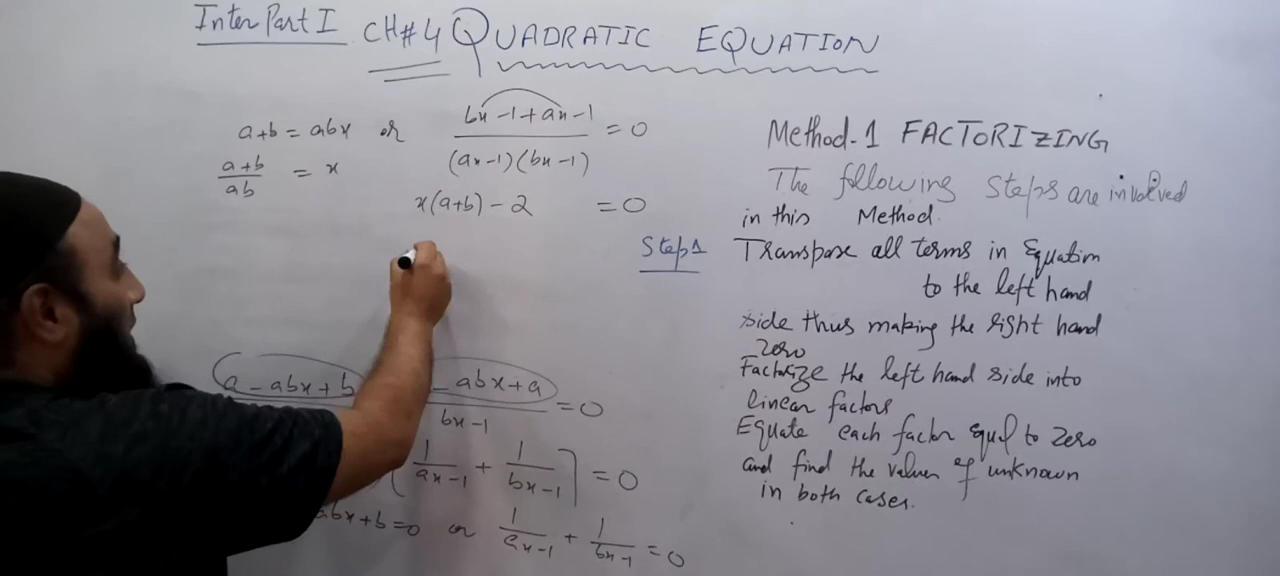 Inter Part I CH#4 QUADRATIC EQUATION
a+b = abx or (bx-1+ax-1)/((ax-1)(bx-1)) = 0
(a+b)/(ab) = x
x(a+b) - 2 = 0
(a - abx + b
- abx + a)/(bx-1) = 0
[1/(ax-1) + 1/(bx-1)] = 0
abx + b = 0 or 1/(ax-1) + 1/(bx-1) = 0
Method-1 FACTORIZING
The following Steps are involved
in this Method.
Step1 Transpose all terms in Equation
to the left hand
side thus making the right hand
zero
Factorize the left hand side into
linear factors
Equate each factor equal to zero
and find the values of unknown
in both cases.